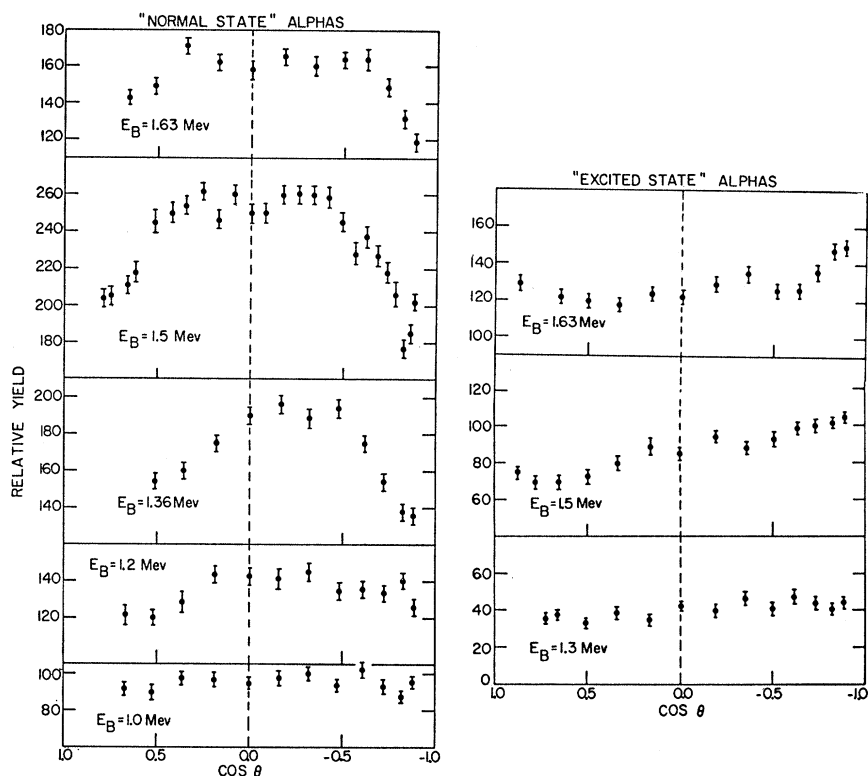 "NORMAL STATE" ALPHAS
180
160
140
120
E_B=1.63 Mev
260
240
220
200
180
E_B=1.5 Mev
200
180
160
140
E_B=1.36 Mev
E_B=1.2 Mev
140
120
100
80
E_B=1.0 Mev
1.0
0.5
0.0
-0.5
-1.0
COS θ
RELATIVE YIELD
"EXCITED STATE" ALPHAS
160
140
120
100
E_B=1.63 Mev
100
80
60
E_B=1.5 Mev
60
40
20
0
E_B=1.3 Mev
1.0
0.5
0.0
-0.5
-1.0
COS θ